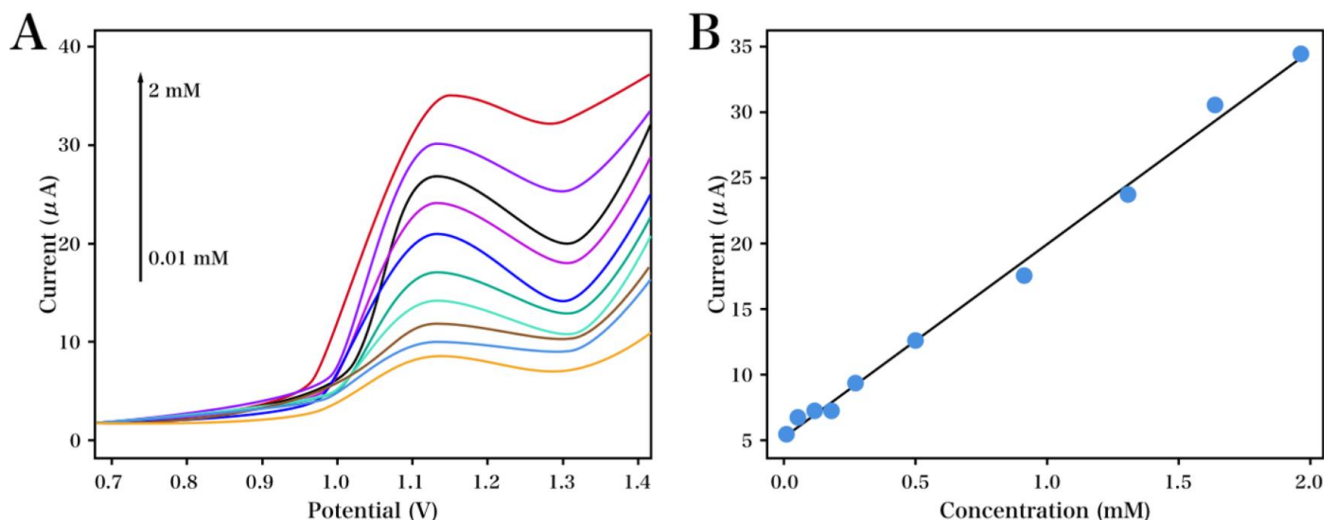 A
40
30
20
10
0
Current (μA)
2 mM
0.01 mM
0.7 0.8 0.9 1.0 1.1 1.2 1.3 1.4
Potential (V)
B
35
30
25
20
15
10
5
Current (μA)
0.0 0.5 1.0 1.5 2.0
Concentration (mM)